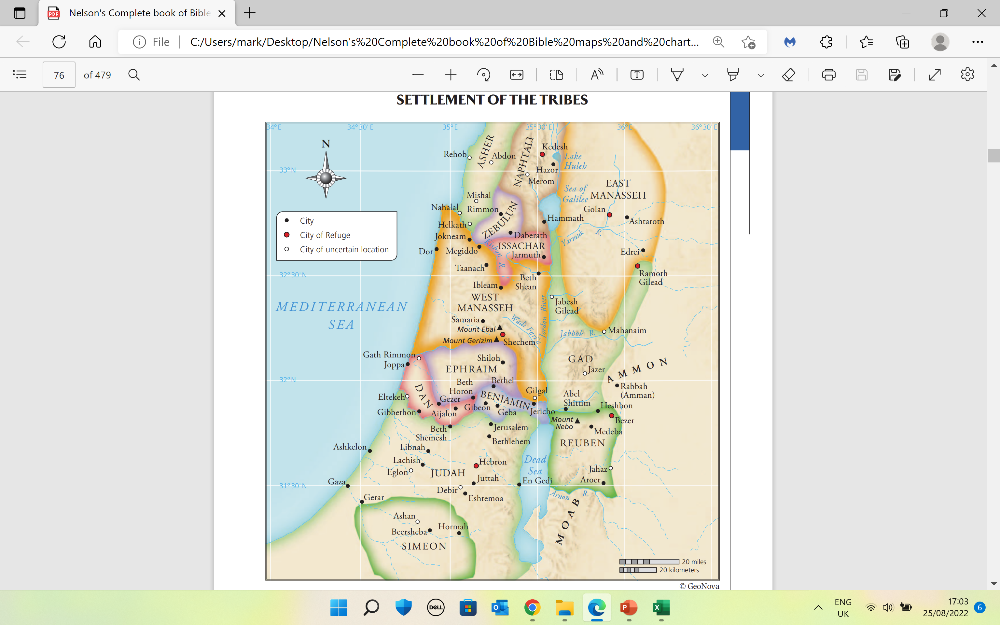 Nelson's Complete book of Bible
File
C:/Users/mark/Desktop/Nelson's%20Complete%20book%20of%20Bible%20maps%20and%20chart...
76
of 479
SETTLEMENT OF THE TRIBES
34°E
34°30'E
35°E
35°30'E
36°E
36°30'E
N
33°N
32°30'N
32°N
31°30'N
City
City of Refuge
City of uncertain location
MEDITERRANEAN
SEA
ASHER
Rehob
Abdon
NAPHTALI
Kedesh
Lake
Huleh
Hazor
Merom
EAST
MANASSEH
Sea of
Galilee
Mishal
Nahalal
Rimmon
Golan
Ashtaroth
Hammath
Helkath
ZEBULUN
Jokneam
Daberath
Yarmuk R.
Kishon R.
ISSACHAR
Dor
Megiddo
Jarmuth
Edrei
Taanach
Beth
Shean
Ramoth
Gilead
Ibleam
WEST
MANASSEH
Jordan River
Jabesh
Gilead
Samaria
Mount Ebal
Wadi Faria
Mount Gerizim
Shechem
Jabbok R.
Mahanaim
Gath Rimmon
Joppa
Shiloh
EPHRAIM
GAD
Jazer
AMMON
Beth
Horon
Bethel
Gilgal
Abel
Shittim
Rabbah
(Amman)
Eltekeh
DAN
Gezer
BENJAMIN
Gibbethon
Aijalon
Gibeon
Geba
Jericho
Heshbon
Bezer
Mount
Nebo
Medeba
Beth
Shemesh
Jerusalem
Bethlehem
REUBEN
Ashkelon
Libnah
Lachish
Eglon
JUDAH
Hebron
Dead
Sea
Jahaz
Gaza
Juttah
En Gedi
Aroer
Debir
Eshtemoa
Arnon R.
Gerar
MOAB
Ashan
Beersheba
Hormah
SIMEON
20 miles
20 kilometers
© GeoNova
DELL
ENG
UK
17:03
25/08/2022
6